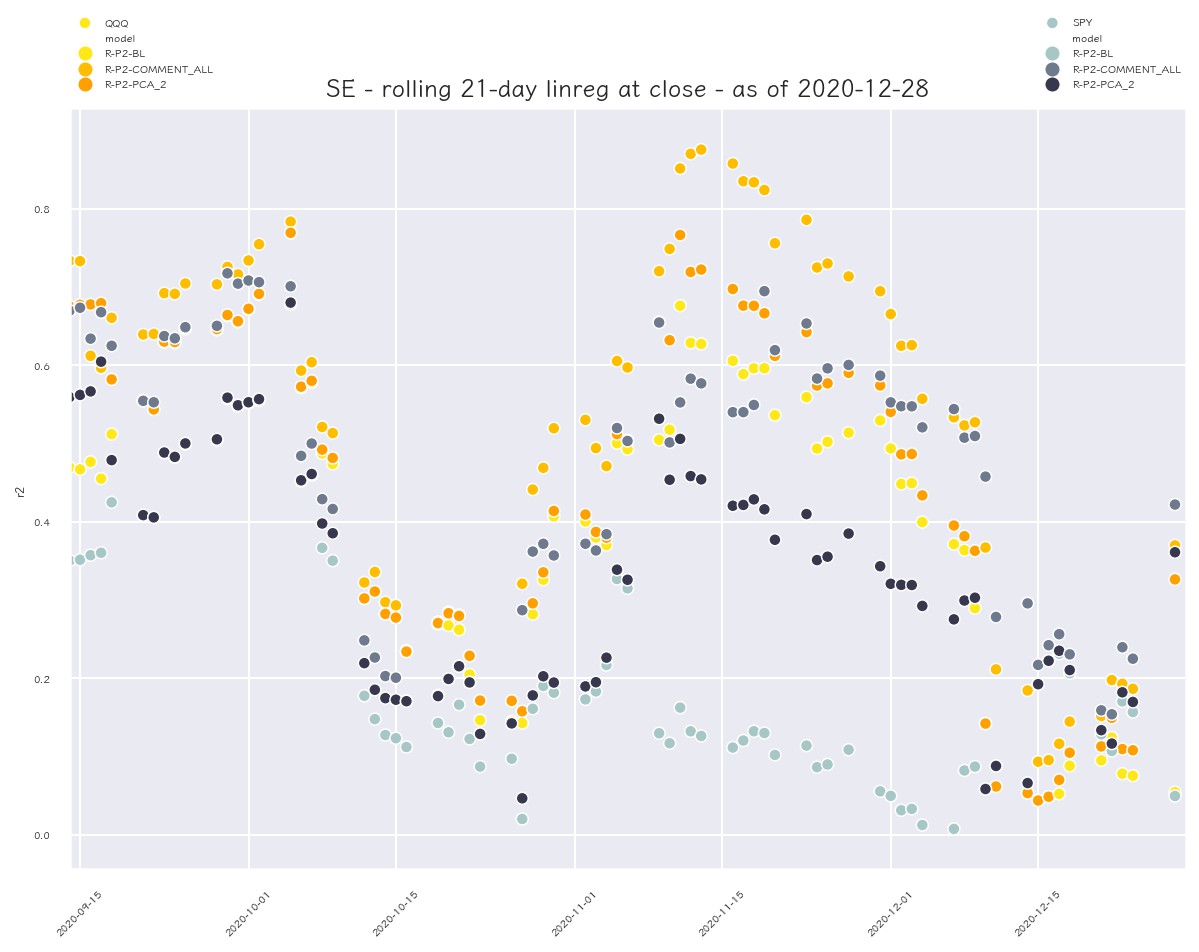 QQQ
model
R-P2-BL
R-P2-COMMENT_ALL
R-P2-PCA_2
SPY
model
R-P2-BL
R-P2-COMMENT_ALL
R-P2-PCA_2
SE - rolling 21-day linreg at close - as of 2020-12-28
0.8
0.6
r2
0.4
0.2
0.0
2020-09-15
2020-10-01
2020-10-15
2020-11-01
2020-11-15
2020-12-01
2020-12-15